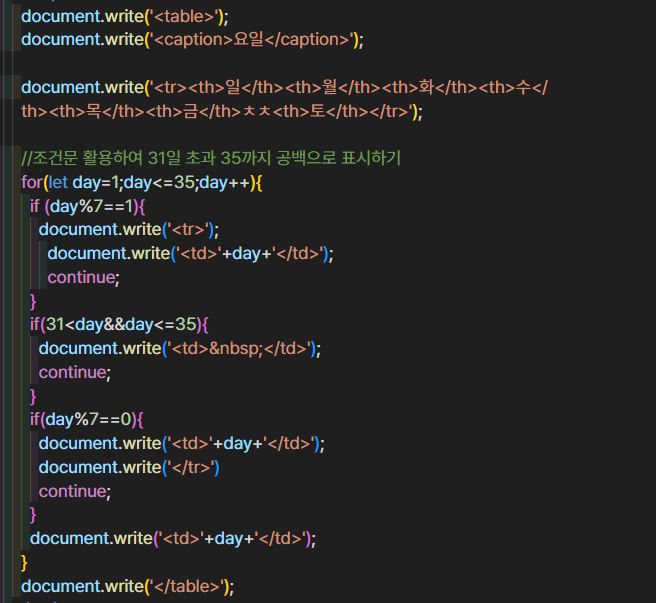 document.write('<table>');
document.write('<caption>요일</caption>');
document.write('<tr><th>일</th><th>월</th><th>화</th><th>수</
th><th>목</th><th>금</th>ㅊㅊ<th>토</th></tr>');
//조건문 활용하여 31일 초과 35까지 공백으로 표시하기
for(let day=1;day<=35;day++){
if (day%7==1){
document.write('<tr>');
document.write('<td>'+day+'</td>');
continue;
}
if(31<day&&day<=35){
document.write('<td>&nbsp;</td>');
continue;
}
if(day%7==0){
document.write('<td>'+day+'</td>');
document.write('</tr>')
continue;
}
document.write('<td>'+day+'</td>');
}
document.write('</table>');